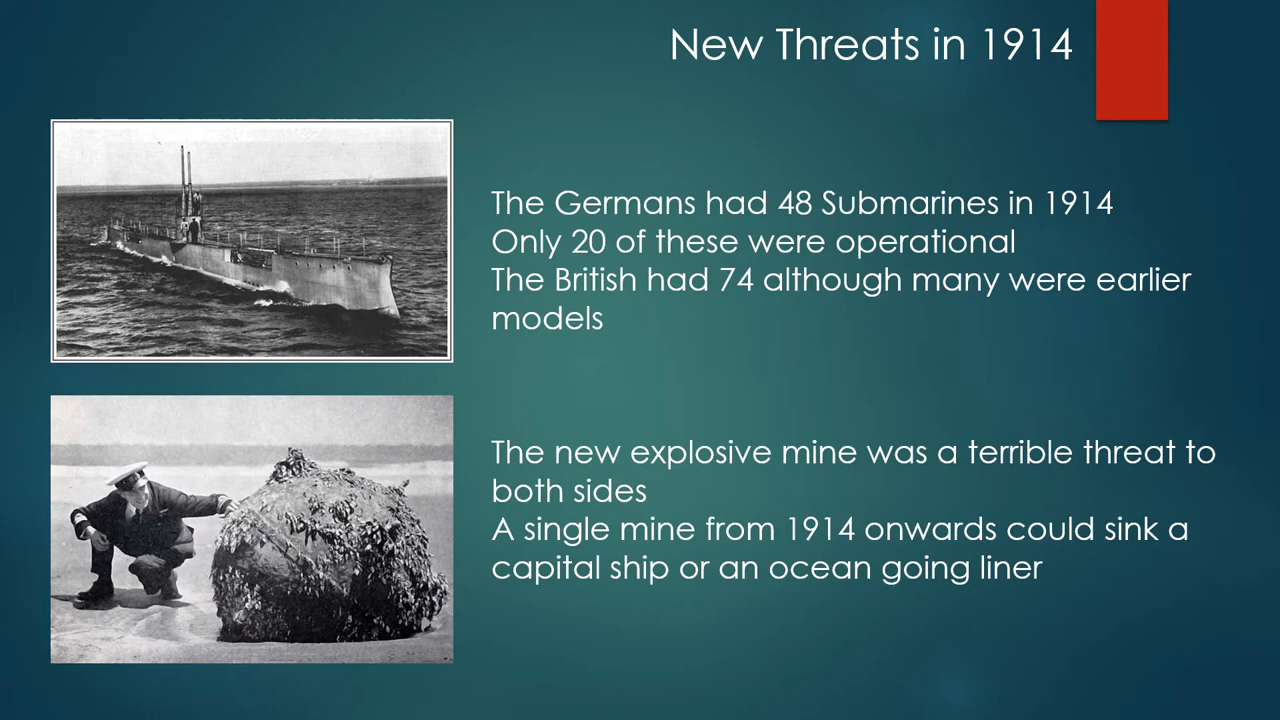 New Threats in 1914
The Germans had 48 Submarines in 1914
Only 20 of these were operational
The British had 74 although many were earlier
models
The new explosive mine was a terrible threat to
both sides
A single mine from 1914 onwards could sink a
capital ship or an ocean going liner